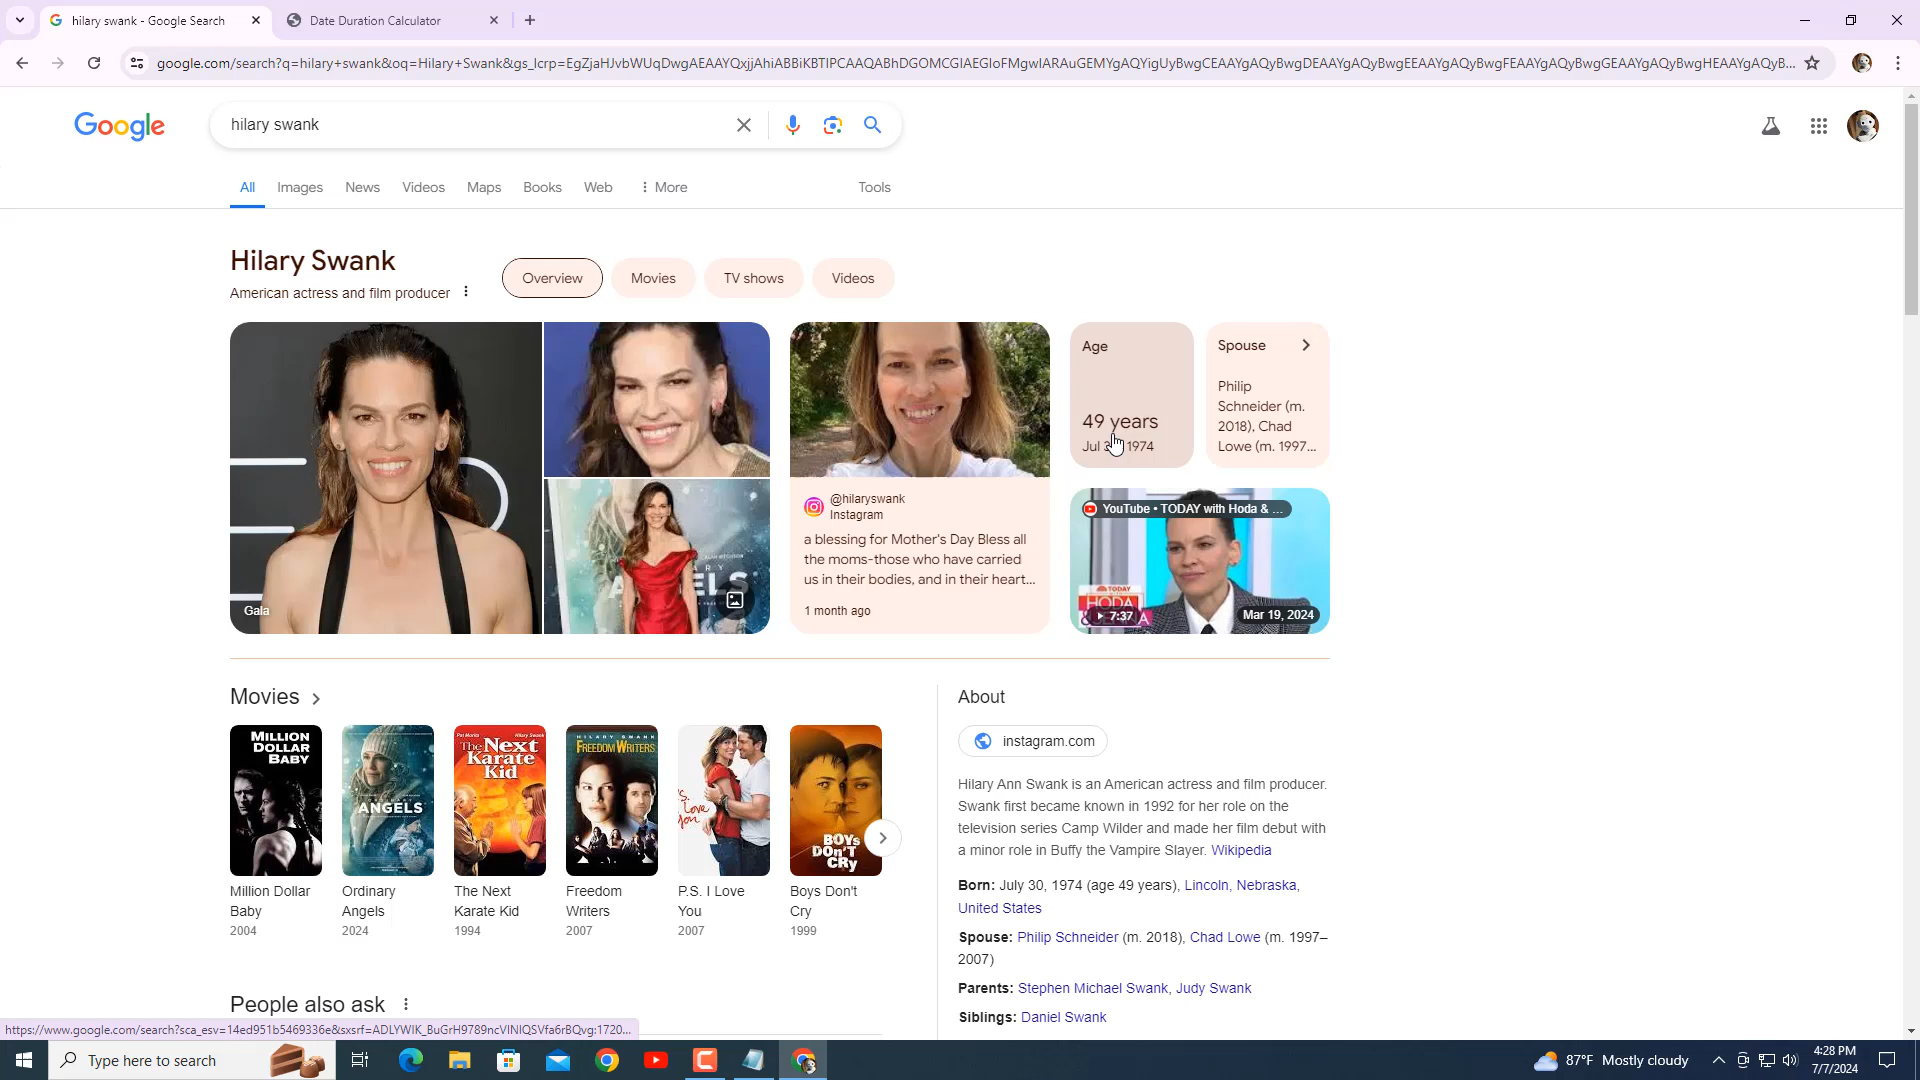 hilary swank - Google Search
Date Duration Calculator
google.com/search?q=hilary+swank&oq=Hilary+Swank&gs_lcrp=
Google
hilary swank
All
Images
News
Videos
Maps
Books
Web
More
Tools
Hilary Swank
American actress and film producer
Overview
Movies
TV shows
Videos
Gala
@hilaryswank
Instagram
a blessing for Mother's Day Bless all
the moms-those who have carried
us in their bodies, and in their heart...
1 month ago
Age
49 years
Jul 1974
Spouse
Philip
Schneider (m.
2018), Chad
Lowe (m. 1997...
YouTube • TODAY with Hoda & ...
TODAY
HODA
7:37
Mar 19, 2024
Movies
MILLION
DOLLAR
BABY
ANGELS
Pat Morita Hilary Swank
The Next
Karate
Kid
HILARY SWANK
FREEDOM WRITERS
P.S. I Love
You
BOYS
DON'T
CRY
Million Dollar
Baby
2004
Ordinary
Angels
2024
The Next
Karate Kid
1994
Freedom
Writers
2007
P.S. I Love
You
2007
Boys Don't
Cry
1999
About
instagram.com
Hilary Ann Swank is an American actress and film producer.
Swank first became known in 1992 for her role on the
television series Camp Wilder and made her film debut with
a minor role in Buffy the Vampire Slayer. Wikipedia
Born: July 30, 1974 (age 49 years), Lincoln, Nebraska,
United States
Spouse: Philip Schneider (m. 2018), Chad Lowe (m. 1997–
2007)
Parents: Stephen Michael Swank, Judy Swank
Siblings: Daniel Swank
People also ask
https://www.google.com/search?sca_esv=14ed951b5469336e&sxsrf=
Type here to search
87°F Mostly cloudy
4:28 PM
7/7/2024